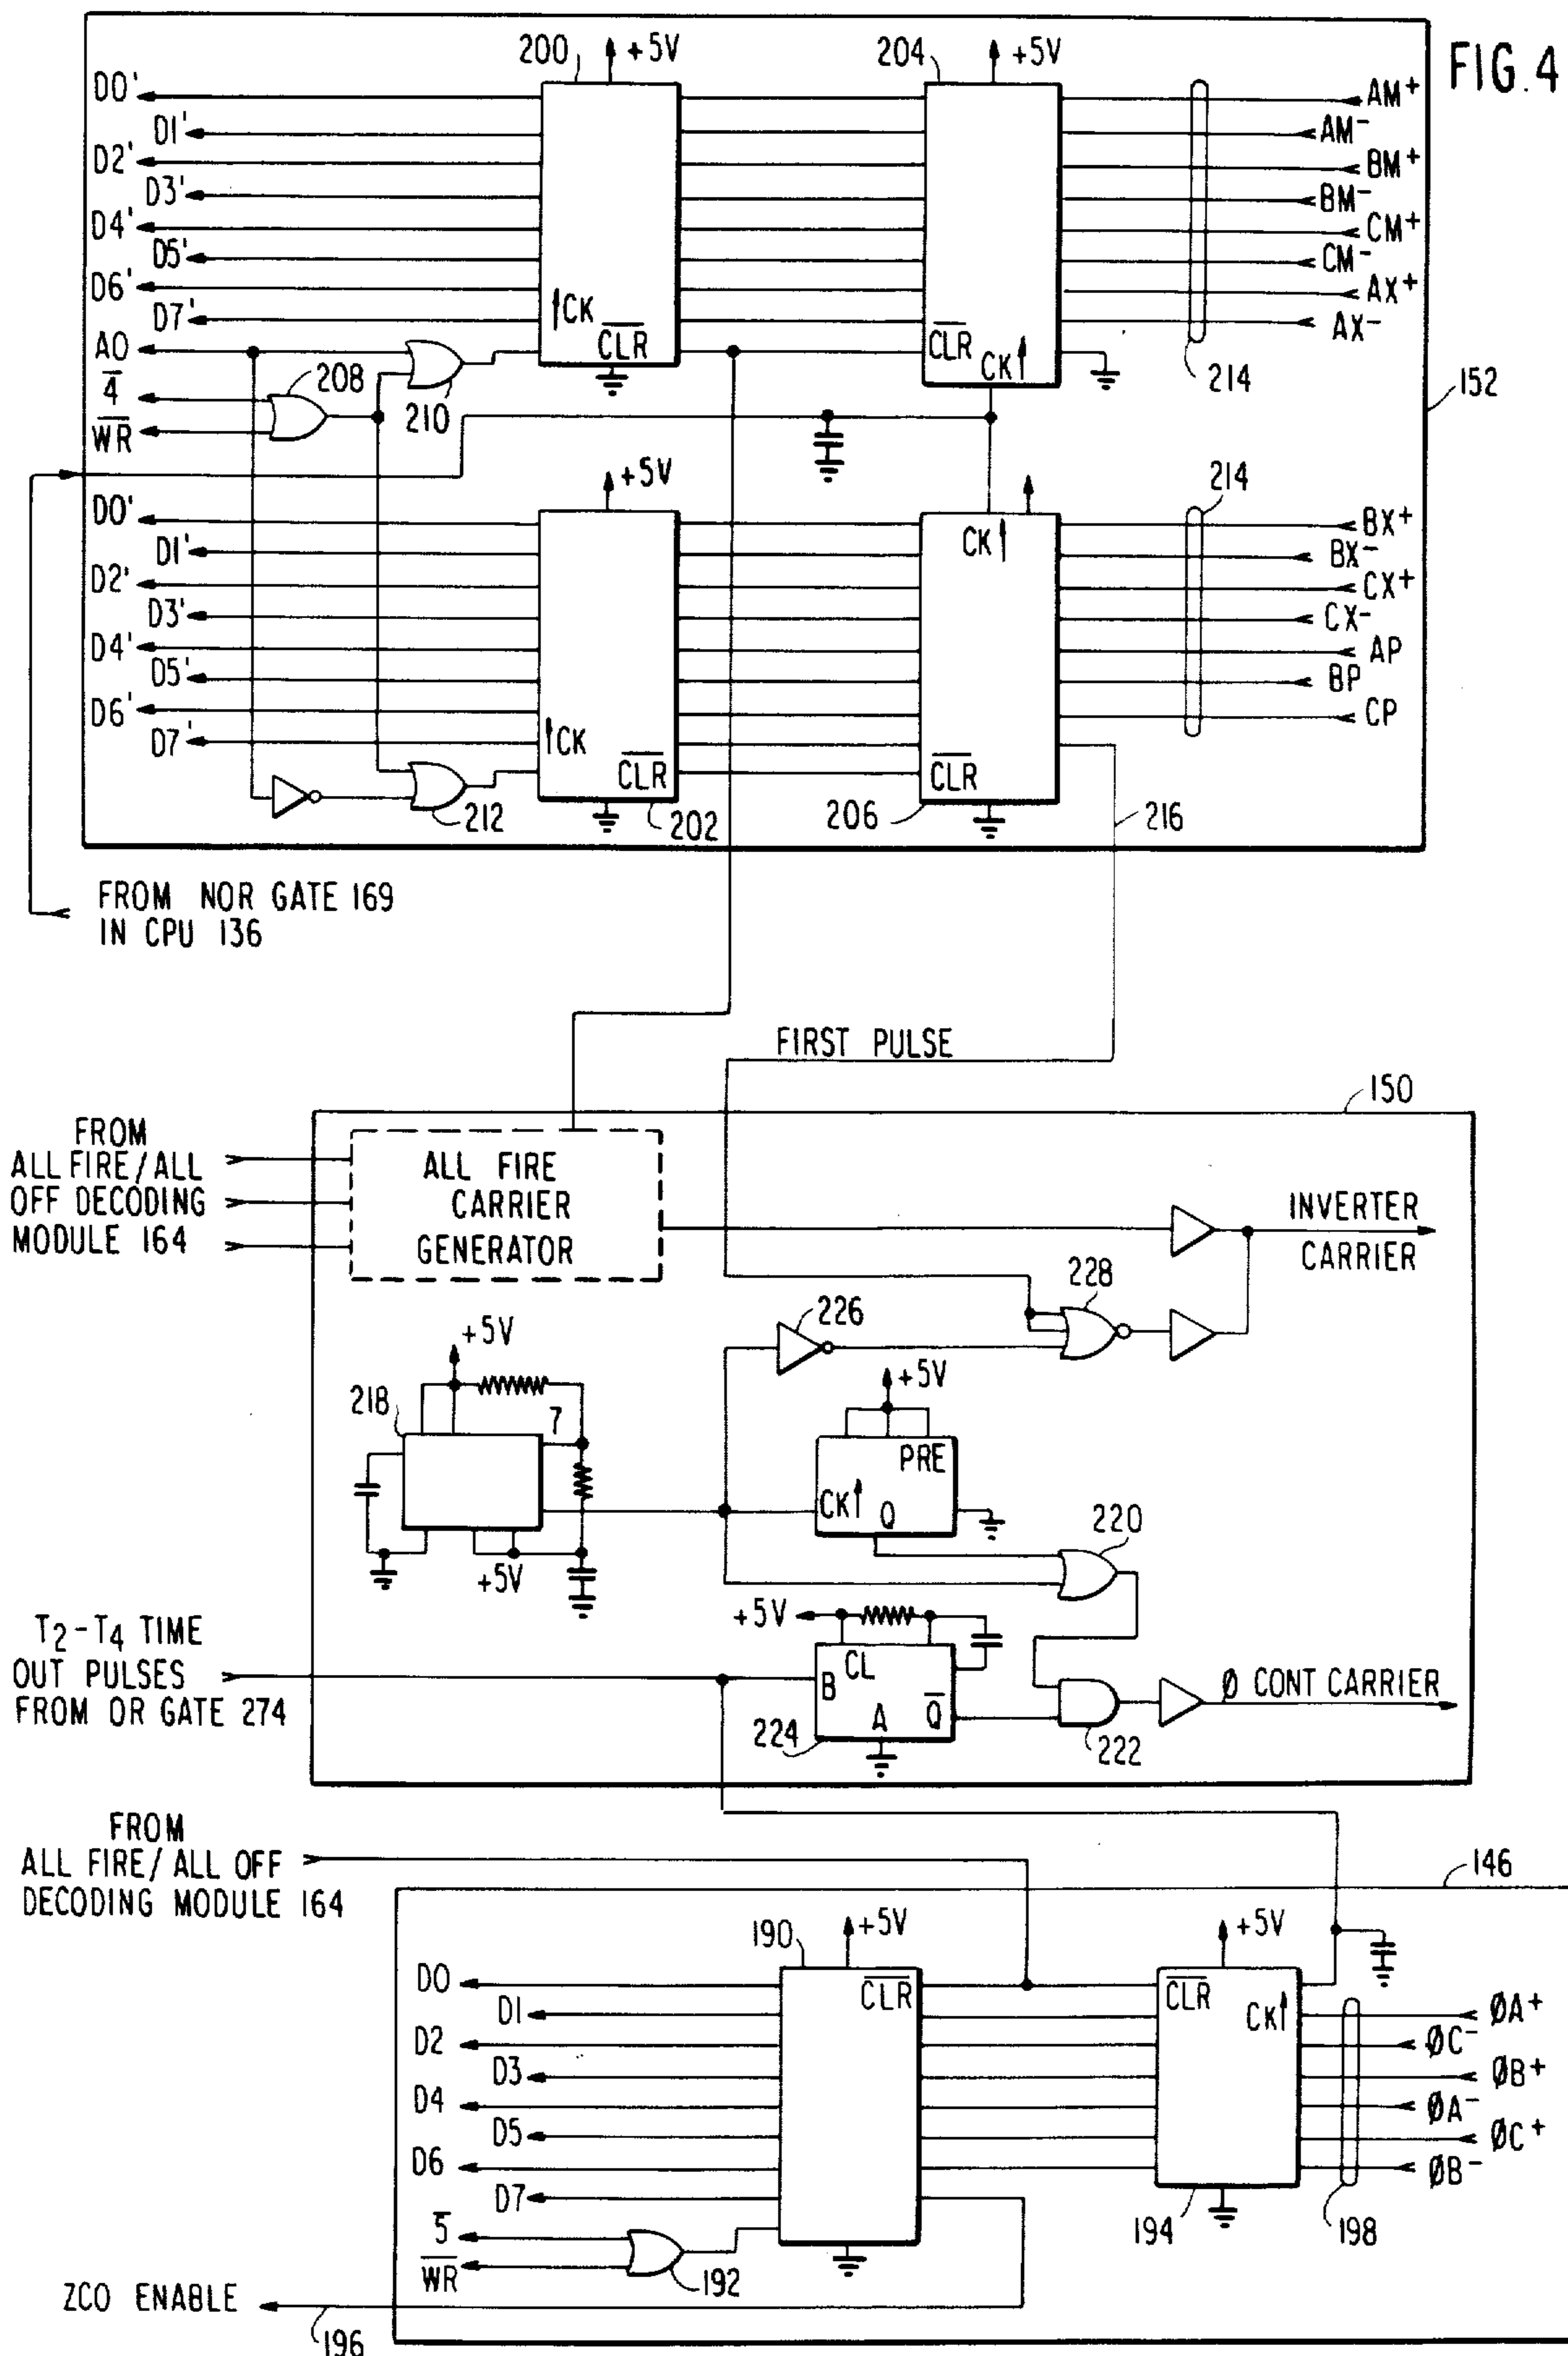 FIG. 4
200
+5V
204
+5V
D0'
D1'
D2'
D3'
D4'
D5'
D6'
D7'
A0
4
WR
208
210
↑CK
CLR
CLR
CK↑
AM+
AM-
BM+
BM-
CM+
CM-
AX+
AX-
214
152
+5V
214
D0'
D1'
D2'
D3'
D4'
D5'
D6'
D7'
↑CK
CLR
CK↑
CLR
BX+
BX-
CX+
CX-
AP
BP
CP
212
202
206
216
FROM NOR GATE 169
IN CPU 136
FIRST PULSE
150
FROM
ALL FIRE/ALL
OFF DECODING
MODULE 164
ALL FIRE
CARRIER
GENERATOR
INVERTER
CARRIER
228
226
+5V
218
7
+5V
PRE
CK↑
Q
+5V
220
T2-T4 TIME
OUT PULSES
FROM OR GATE 274
+5V
CL
B
A
Q
224
222
Ø CONT CARRIER
FROM
ALL FIRE/ALL OFF
DECODING MODULE 164
146
190
+5V
+5V
CLR
CLR
CK↑
D0
D1
D2
D3
D4
D5
D6
D7
5
WR
192
ØA+
ØC-
ØB+
ØA-
ØC+
ØB-
194
198
ZCO ENABLE
196